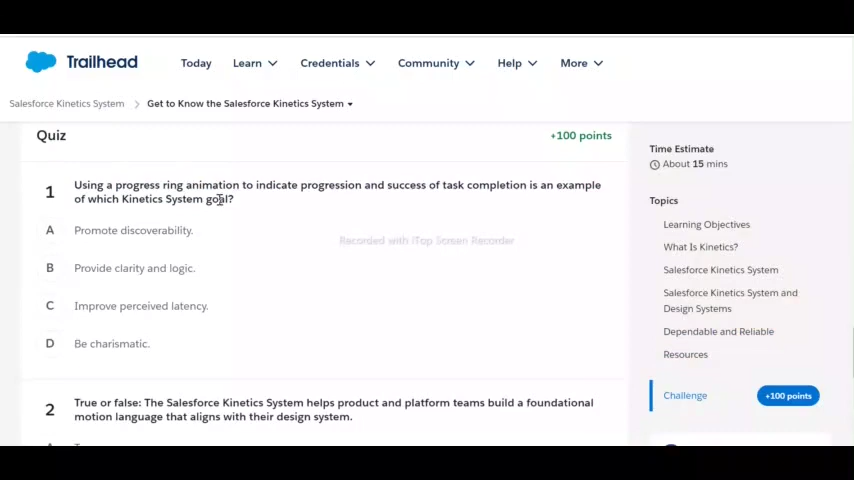 Trailhead
Today Learn Credentials Community Help More
Salesforce Kinetics System > Get to Know the Salesforce Kinetics System
Quiz
+100 points
1
Using a progress ring animation to indicate progression and success of task completion is an example
of which Kinetics System goal?
A Promote discoverability.
B Provide clarity and logic.
C Improve perceived latency.
D Be charismatic.
2
True or false: The Salesforce Kinetics System helps product and platform teams build a foundational
motion language that aligns with their design system.
Recorded with iTop Screen Recorder
Time Estimate
About 15 mins
Topics
Learning Objectives
What Is Kinetics?
Salesforce Kinetics System
Salesforce Kinetics System and
Design Systems
Dependable and Reliable
Resources
Challenge
+100 points